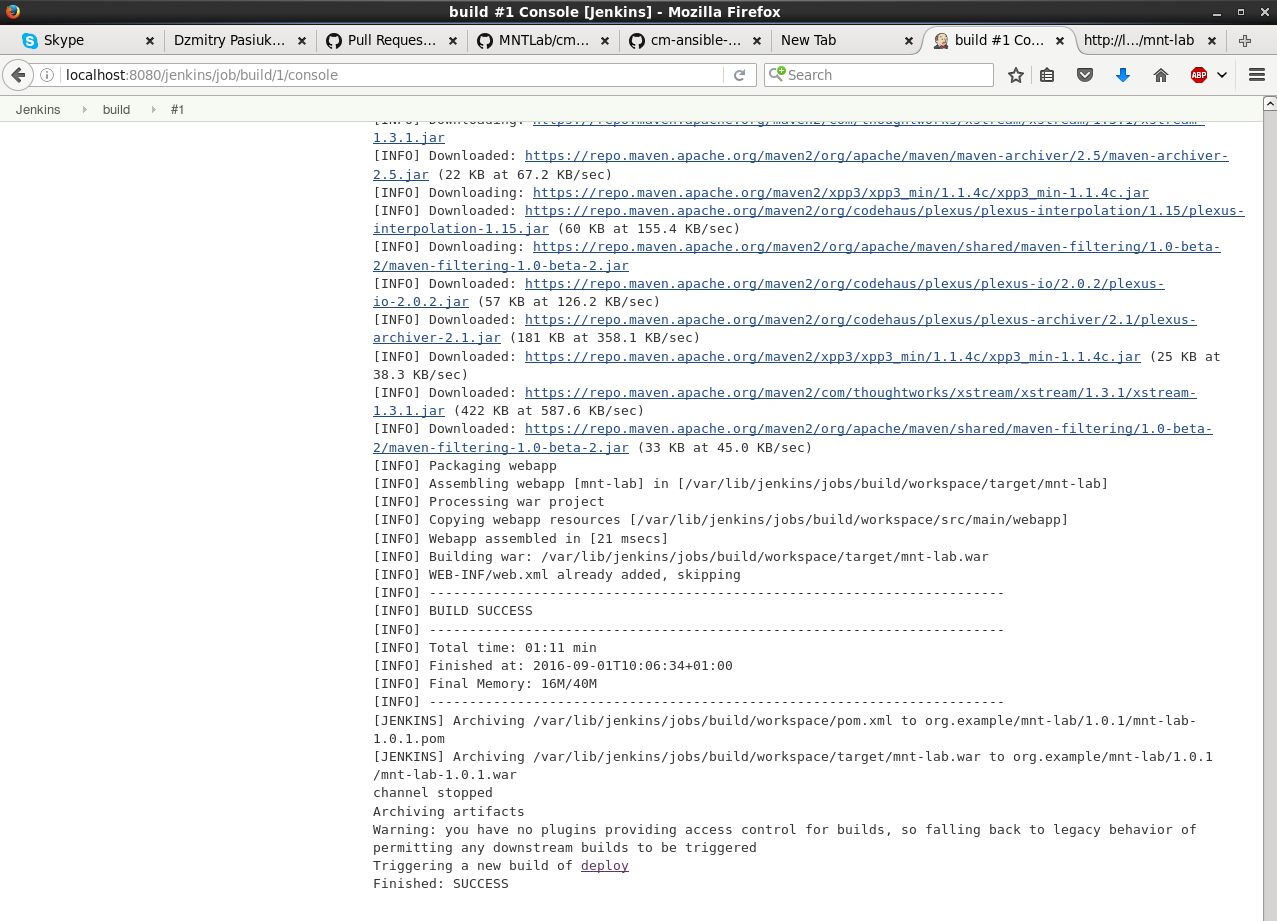 build #1 Console [Jenkins] - Mozilla Firefox
Skype
Dzmitry Pasiuk...
Pull Reques...
MNTLab/cm...
cm-ansible-...
New Tab
build #1 Co...
http://l.../mnt-lab
localhost:8080/jenkins/job/build/1/console
Search
ABP
Jenkins
build
#1
[INFO] Downloading: https://repo.maven.apache.org/maven2/com/thoughtworks/xstream/xstream/1.3.1/xstream-
1.3.1.jar
[INFO] Downloaded: https://repo.maven.apache.org/maven2/org/apache/maven/maven-archiver/2.5/maven-archiver-
2.5.jar (22 KB at 67.2 KB/sec)
[INFO] Downloading: https://repo.maven.apache.org/maven2/xpp3/xpp3_min/1.1.4c/xpp3_min-1.1.4c.jar
[INFO] Downloaded: https://repo.maven.apache.org/maven2/org/codehaus/plexus/plexus-interpolation/1.15/plexus-
interpolation-1.15.jar (60 KB at 155.4 KB/sec)
[INFO] Downloading: https://repo.maven.apache.org/maven2/org/apache/maven/shared/maven-filtering/1.0-beta-
2/maven-filtering-1.0-beta-2.jar
[INFO] Downloaded: https://repo.maven.apache.org/maven2/org/codehaus/plexus/plexus-io/2.0.2/plexus-
io-2.0.2.jar (57 KB at 126.2 KB/sec)
[INFO] Downloaded: https://repo.maven.apache.org/maven2/org/codehaus/plexus/plexus-archiver/2.1/plexus-
archiver-2.1.jar (181 KB at 358.1 KB/sec)
[INFO] Downloaded: https://repo.maven.apache.org/maven2/xpp3/xpp3_min/1.1.4c/xpp3_min-1.1.4c.jar (25 KB at
38.3 KB/sec)
[INFO] Downloaded: https://repo.maven.apache.org/maven2/com/thoughtworks/xstream/xstream/1.3.1/xstream-
1.3.1.jar (422 KB at 587.6 KB/sec)
[INFO] Downloaded: https://repo.maven.apache.org/maven2/org/apache/maven/shared/maven-filtering/1.0-beta-
2/maven-filtering-1.0-beta-2.jar (33 KB at 45.0 KB/sec)
[INFO] Packaging webapp
[INFO] Assembling webapp [mnt-lab] in [/var/lib/jenkins/jobs/build/workspace/target/mnt-lab]
[INFO] Processing war project
[INFO] Copying webapp resources [/var/lib/jenkins/jobs/build/workspace/src/main/webapp]
[INFO] Webapp assembled in [21 msecs]
[INFO] Building war: /var/lib/jenkins/jobs/build/workspace/target/mnt-lab.war
[INFO] WEB-INF/web.xml already added, skipping
[INFO] ------------------------------------------------------------------------
[INFO] BUILD SUCCESS
[INFO] ------------------------------------------------------------------------
[INFO] Total time: 01:11 min
[INFO] Finished at: 2016-09-01T10:06:34+01:00
[INFO] Final Memory: 16M/40M
[INFO] ------------------------------------------------------------------------
[JENKINS] Archiving /var/lib/jenkins/jobs/build/workspace/pom.xml to org.example/mnt-lab/1.0.1/mnt-lab-
1.0.1.pom
[JENKINS] Archiving /var/lib/jenkins/jobs/build/workspace/target/mnt-lab.war to org.example/mnt-lab/1.0.1
/mnt-lab-1.0.1.war
channel stopped
Archiving artifacts
Warning: you have no plugins providing access control for builds, so falling back to legacy behavior of
permitting any downstream builds to be triggered
Triggering a new build of deploy
Finished: SUCCESS